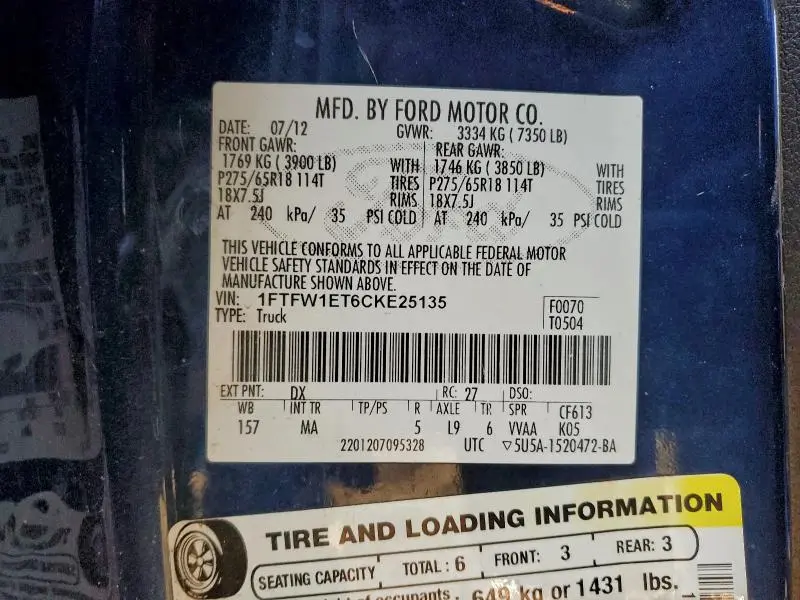 MFD. BY FORD MOTOR CO.
DATE: 07/12 GVWR: 3334 KG ( 7350 LB)
FRONT GAWR: REAR GAWR:
1769 KG ( 3900 LB) WITH 1746 KG ( 3850 LB) WITH
P275/65R18 114T TIRES P275/65R18 114T TIRES
18X7.5J RIMS 18X7.5J RIMS
AT 240 kPa/ 35 PSI COLD AT 240 kPa/ 35 PSI COLD
THIS VEHICLE CONFORMS TO ALL APPLICABLE FEDERAL MOTOR
VEHICLE SAFETY STANDARDS IN EFFECT ON THE DATE OF
MANUFACTURE SHOWN ABOVE.
VIN: 1FTFW1ET6CKE25135 F0070
TYPE: Truck T0504
EXT PNT: DX RC: 27 DSO:
WB INT TR TP/PS R AXLE TR SPR CF613
157 MA 5 L9 6 VVAA K05
2201207095328 UTC ▽5U5A-1520472-BA
TIRE AND LOADING INFORMATION
SEATING CAPACITY TOTAL : 6 FRONT: 3 REAR: 3
of occupants 649 kg or 1431 lbs.